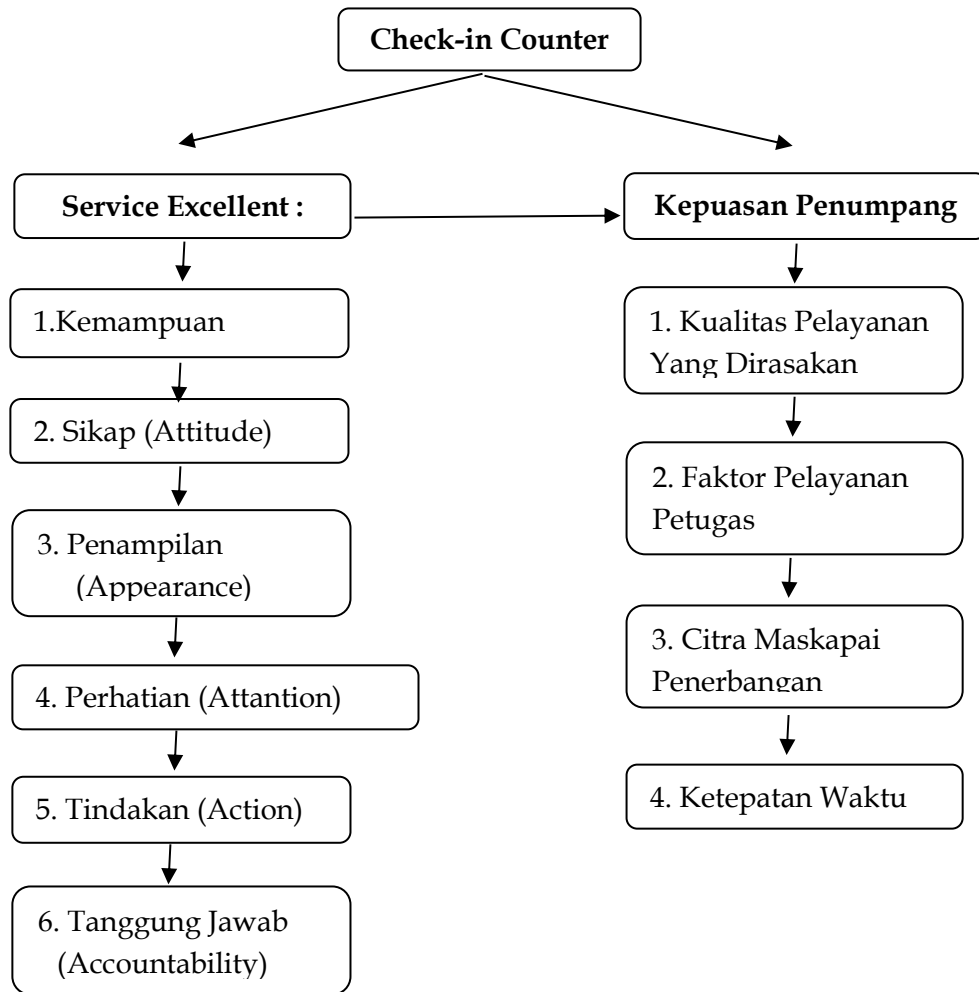 Check-in Counter
Service Excellent :
Kepuasan Penumpang
1.Kemampuan
2. Sikap (Attitude)
3. Penampilan
(Appearance)
4. Perhatian (Attantion)
5. Tindakan (Action)
6. Tanggung Jawab
(Accountability)
1. Kualitas Pelayanan
Yang Dirasakan
2. Faktor Pelayanan
Petugas
3. Citra Maskapai
Penerbangan
4. Ketepatan Waktu